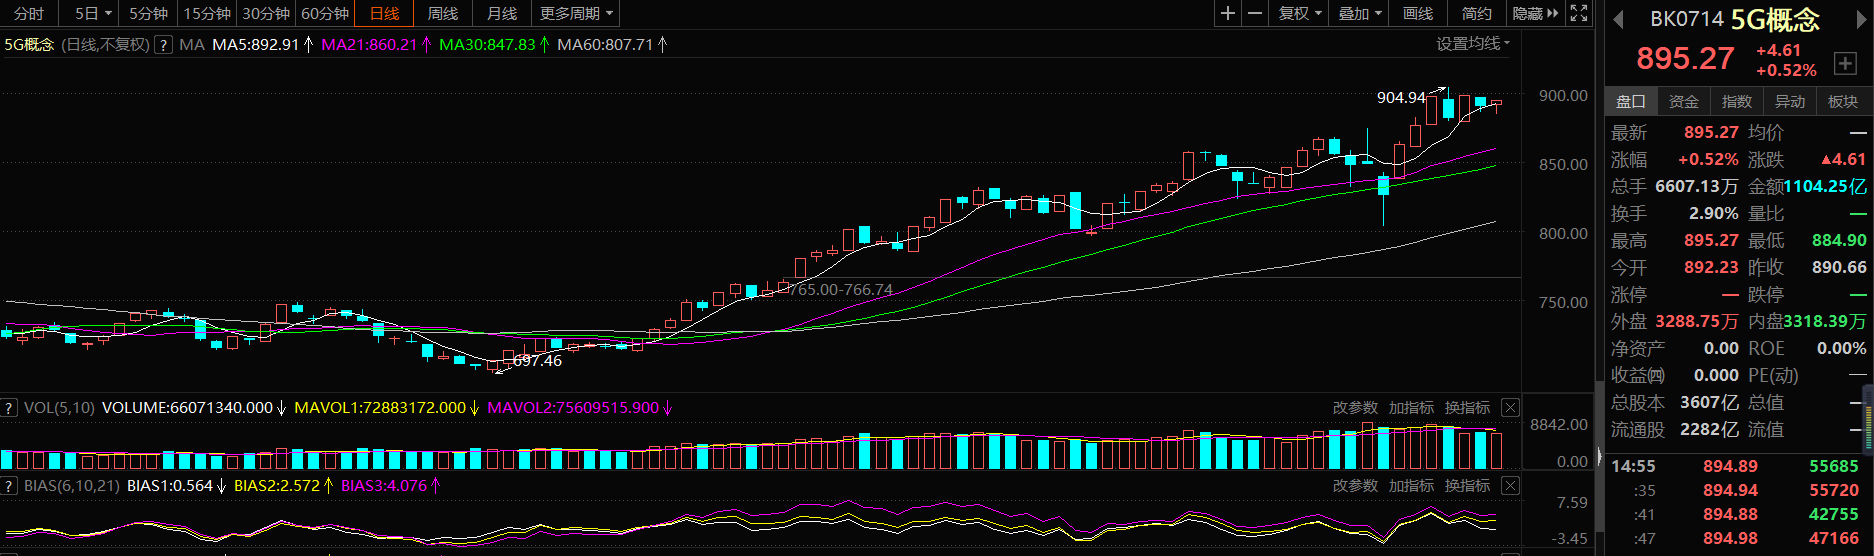 分时 5日 5分钟 15分钟 30分钟 60分钟 日线 周线 月线 更多周期 复权 叠加 画线 简约 隐藏
5G概念 (日线,不复权) ? MA MA5:892.91↑ MA21:860.21↑ MA30:847.83↑ MA60:807.71↑ 设置均线
904.94
765.00-766.74
697.46
900.00
850.00
800.00
750.00
? VOL(5,10) VOLUME:66071340.000↓ MAVOL1:72883172.000↓ MAVOL2:75609515.900↓ 改参数 加指标 换指标
8842.00
0.00
? BIAS(6,10,21) BIAS1:0.564↓ BIAS2:2.572↑ BIAS3:4.076↑ 改参数 加指标 换指标
7.59
-3.45
BK0714 5G概念
895.27 +4.61
+0.52%
盘口 资金 指数 异动 板块
最新 895.27 均价 —
涨幅 +0.52% 涨跌 ▲4.61
总手 6607.13万 金额1104.25亿
换手 2.90% 量比 —
最高 895.27 最低 884.90
今开 892.23 昨收 890.66
涨停 — 跌停 —
外盘 3288.75万 内盘3318.39万
净资产 0.00 ROE 0.00%
收益㈣ 0.000 PE(动) —
总股本 3607亿 总值 —
流通股 2282亿 流值 —
14:55 894.89 55685
:35 894.94 55720
:41 894.88 42755
:47 894.98 47166